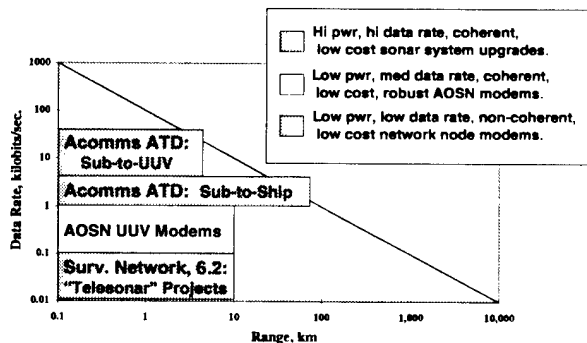 Hi pwr, hi data rate, coherent,
low cost sonar system upgrades.
Low pwr, med data rate, coherent,
low cost, robust AOSN modems.
Low pwr, low data rate, non-coherent,
low cost network node modems.
Data Rate, kilobits/sec.
1000
100
10
1
0.1
0.01
Acomms ATD:
Sub-to-UUV
Acomms ATD: Sub-to-Ship
AOSN UUV Modems
Surv. Network, 6.2:
"Telesonar" Projects
0.1
1
10
100
1,000
10,000
Range, km